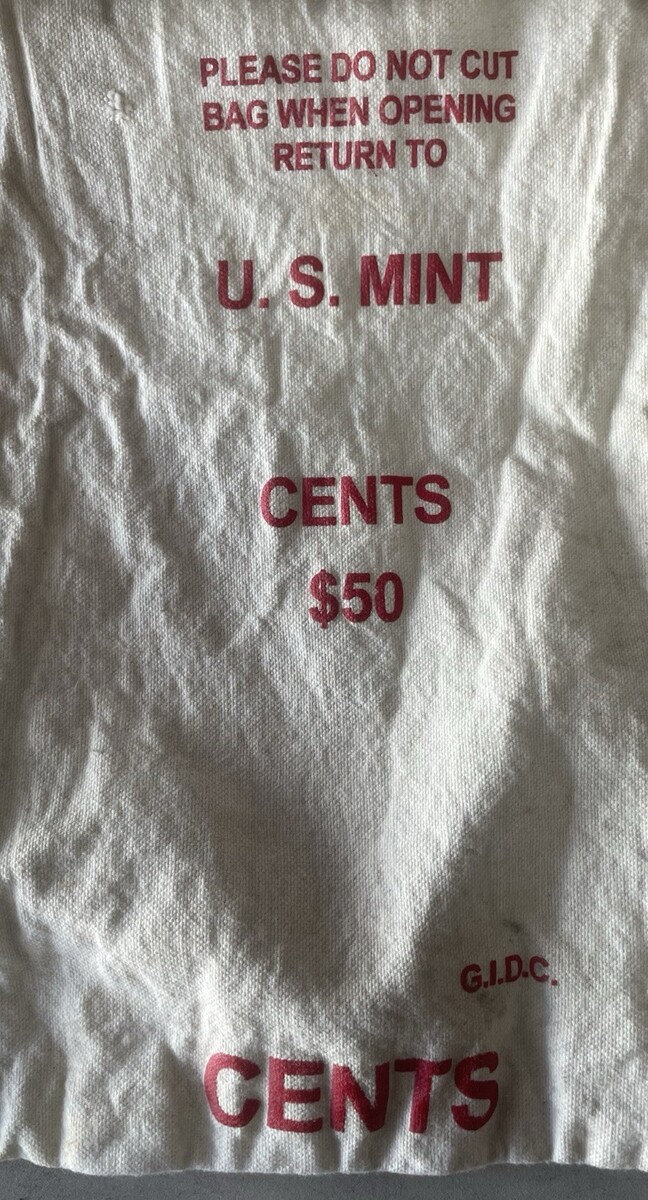 PLEASE DO NOT CUT
BAG WHEN OPENING
RETURN TO
U. S. MINT
CENTS
$50
G.I.D.C.
CENTS